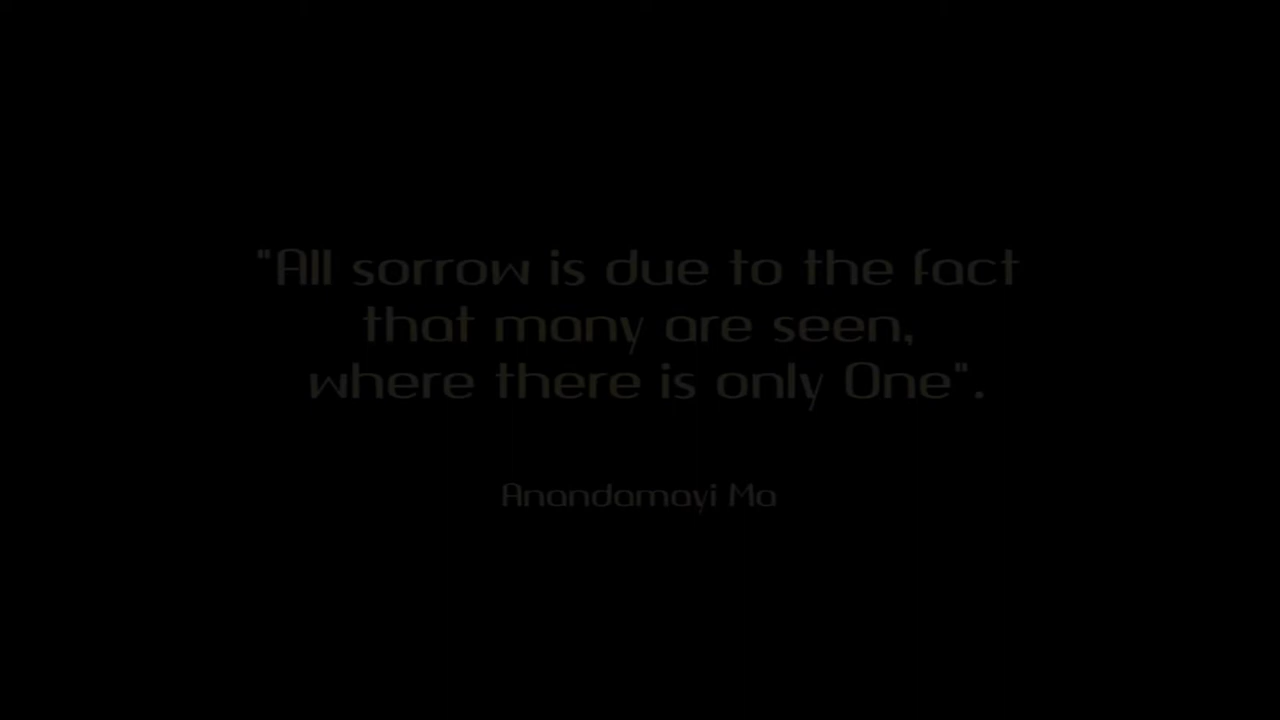 "All sorrow is due to the fact
that many are seen,
where there is only One".
Anandamayi Ma